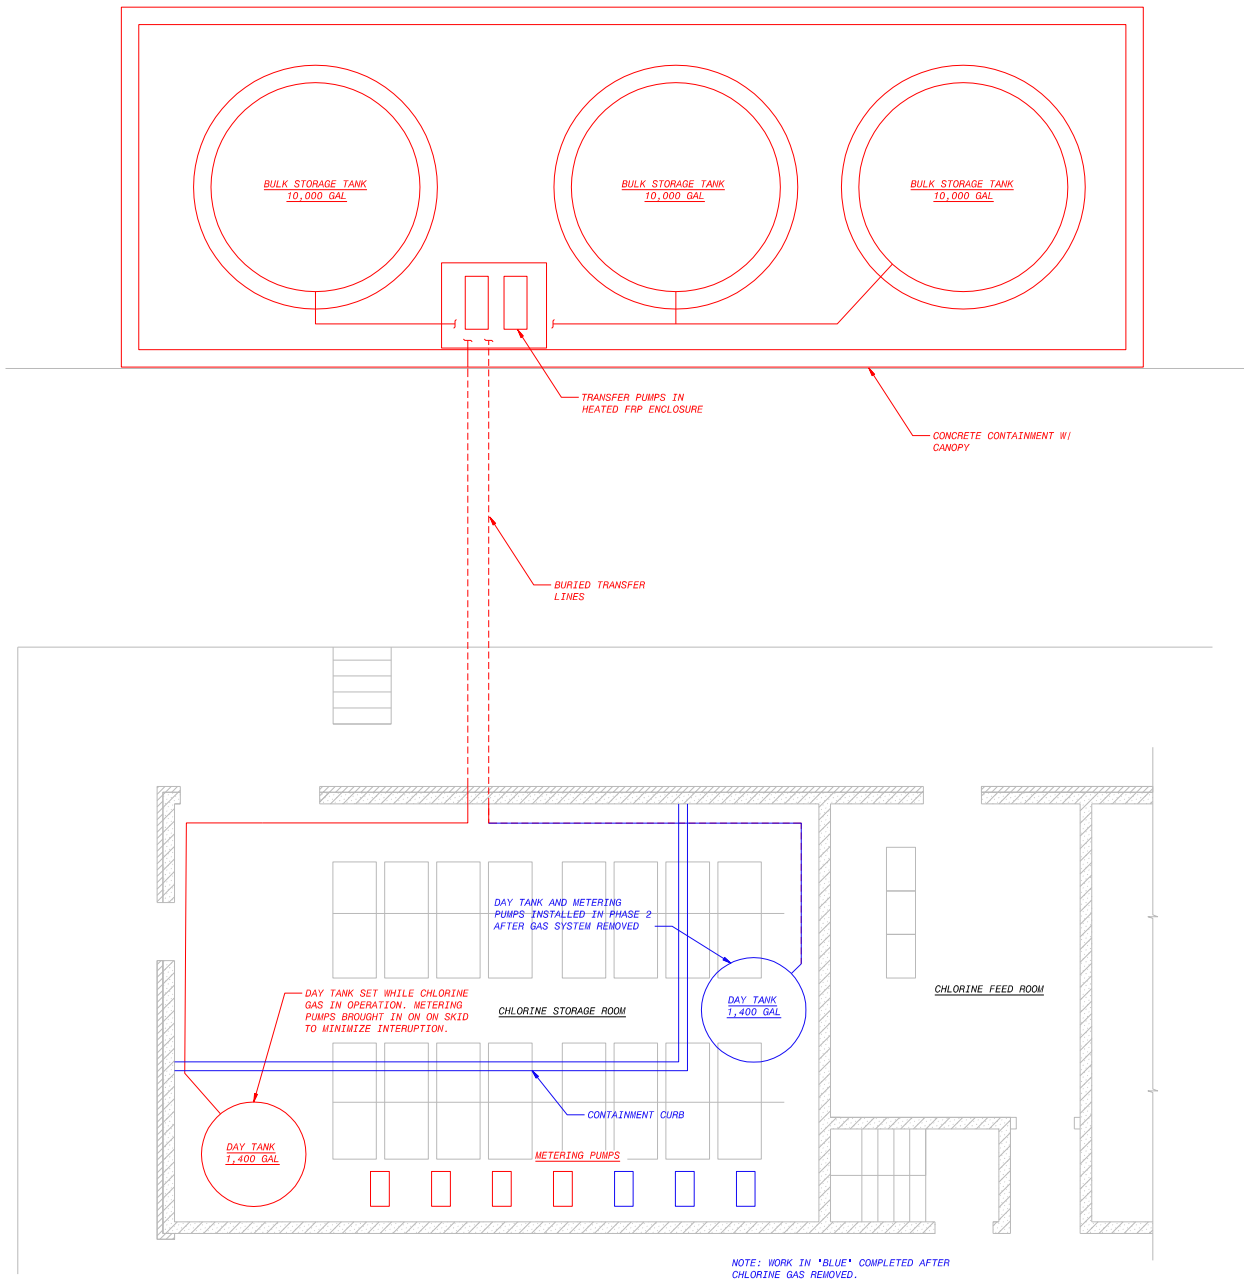 BULK STORAGE TANK
10,000 GAL
BULK STORAGE TANK
10,000 GAL
BULK STORAGE TANK
10,000 GAL
TRANSFER PUMPS IN
HEATED FRP ENCLOSURE
CONCRETE CONTAINMENT W/
CANOPY
BURIED TRANSFER
LINES
DAY TANK AND METERING
PUMPS INSTALLED IN PHASE 2
AFTER GAS SYSTEM REMOVED
DAY TANK SET WHILE CHLORINE
GAS IN OPERATION. METERING
PUMPS BROUGHT IN ON ON SKID
TO MINIMIZE INTERUPTION.
CHLORINE STORAGE ROOM
DAY TANK
1,400 GAL
CHLORINE FEED ROOM
CONTAINMENT CURB
DAY TANK
1,400 GAL
METERING PUMPS
NOTE: WORK IN "BLUE" COMPLETED AFTER
CHLORINE GAS REMOVED.